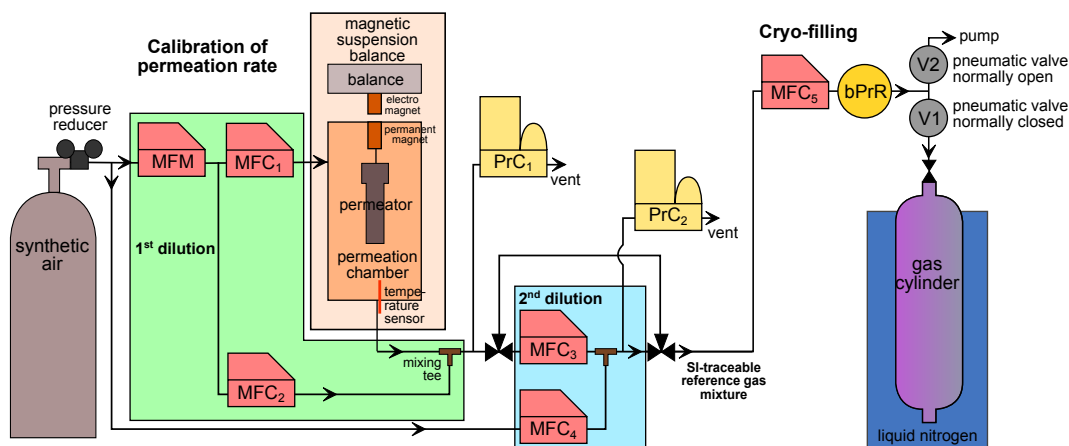 Calibration of
permeation rate
magnetic
suspension
balance
balance
electro
magnet
permanent
magnet
permeator
permeation
chamber
tempe-
rature
sensor
pressure
reducer
MFM
MFC1
1st dilution
synthetic
air
MFC2
mixing
tee
PrC1
vent
PrC2
vent
2nd dilution
MFC3
MFC4
SI-traceable
reference gas
mixture
Cryo-filling
MFC5
bPrR
pump
V2
pneumatic valve
normally open
V1
pneumatic valve
normally closed
gas
cylinder
liquid nitrogen